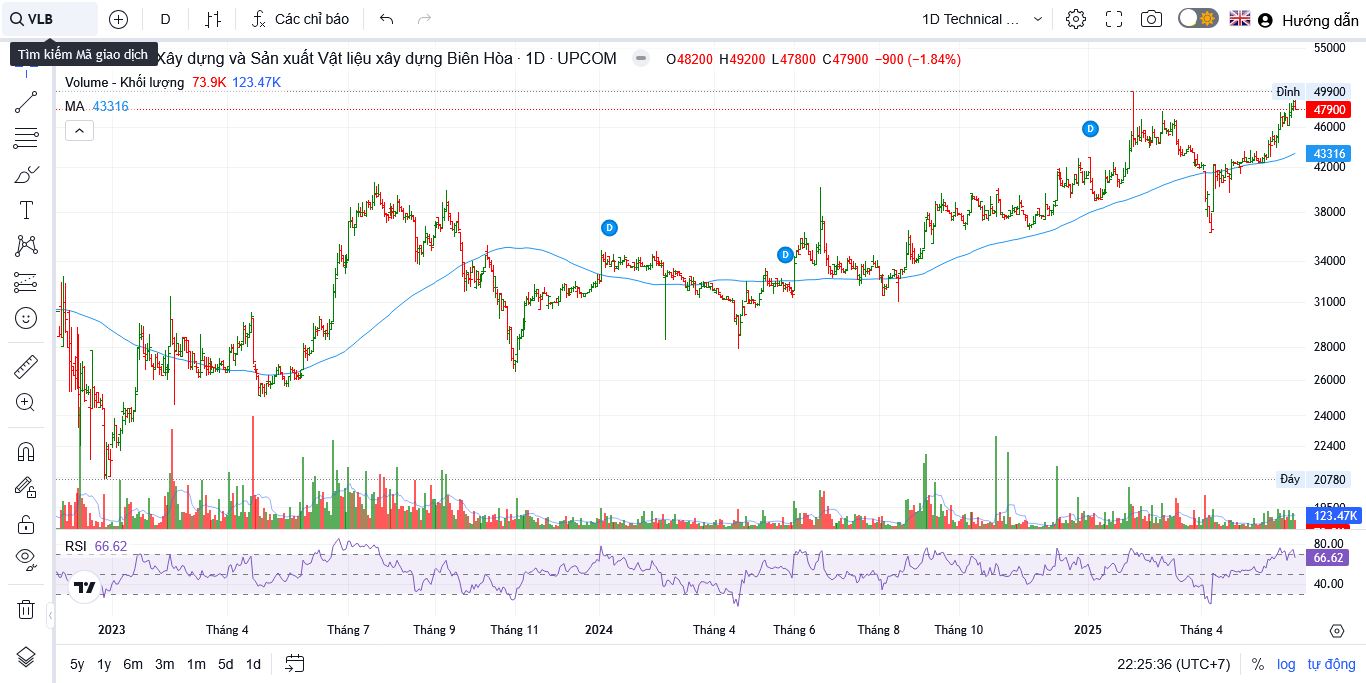 VLB
D
Các chỉ báo
1D Technical ...
Hướng dẫn
Tìm kiếm Mã giao dịch
Xây dựng và Sản xuất Vật liệu xây dựng Biên Hòa · 1D · UPCOM
O48200 H49200 L47800 C47900 −900 (−1.84%)
Volume - Khối lượng 73.9K 123.47K
MA 43316
55000
Đỉnh 49900
47900
46000
43316
42000
38000
34000
31000
28000
26000
24000
22400
Đáy 20780
123.47K
D
D
D
RSI 66.62
80.00
66.62
40.00
2023 Tháng 4 Tháng 7 Tháng 9 Tháng 11 2024 Tháng 4 Tháng 6 Tháng 8 Tháng 10 2025 Tháng 4
5y 1y 6m 3m 1m 5d 1d
22:25:36 (UTC+7) % log tự động